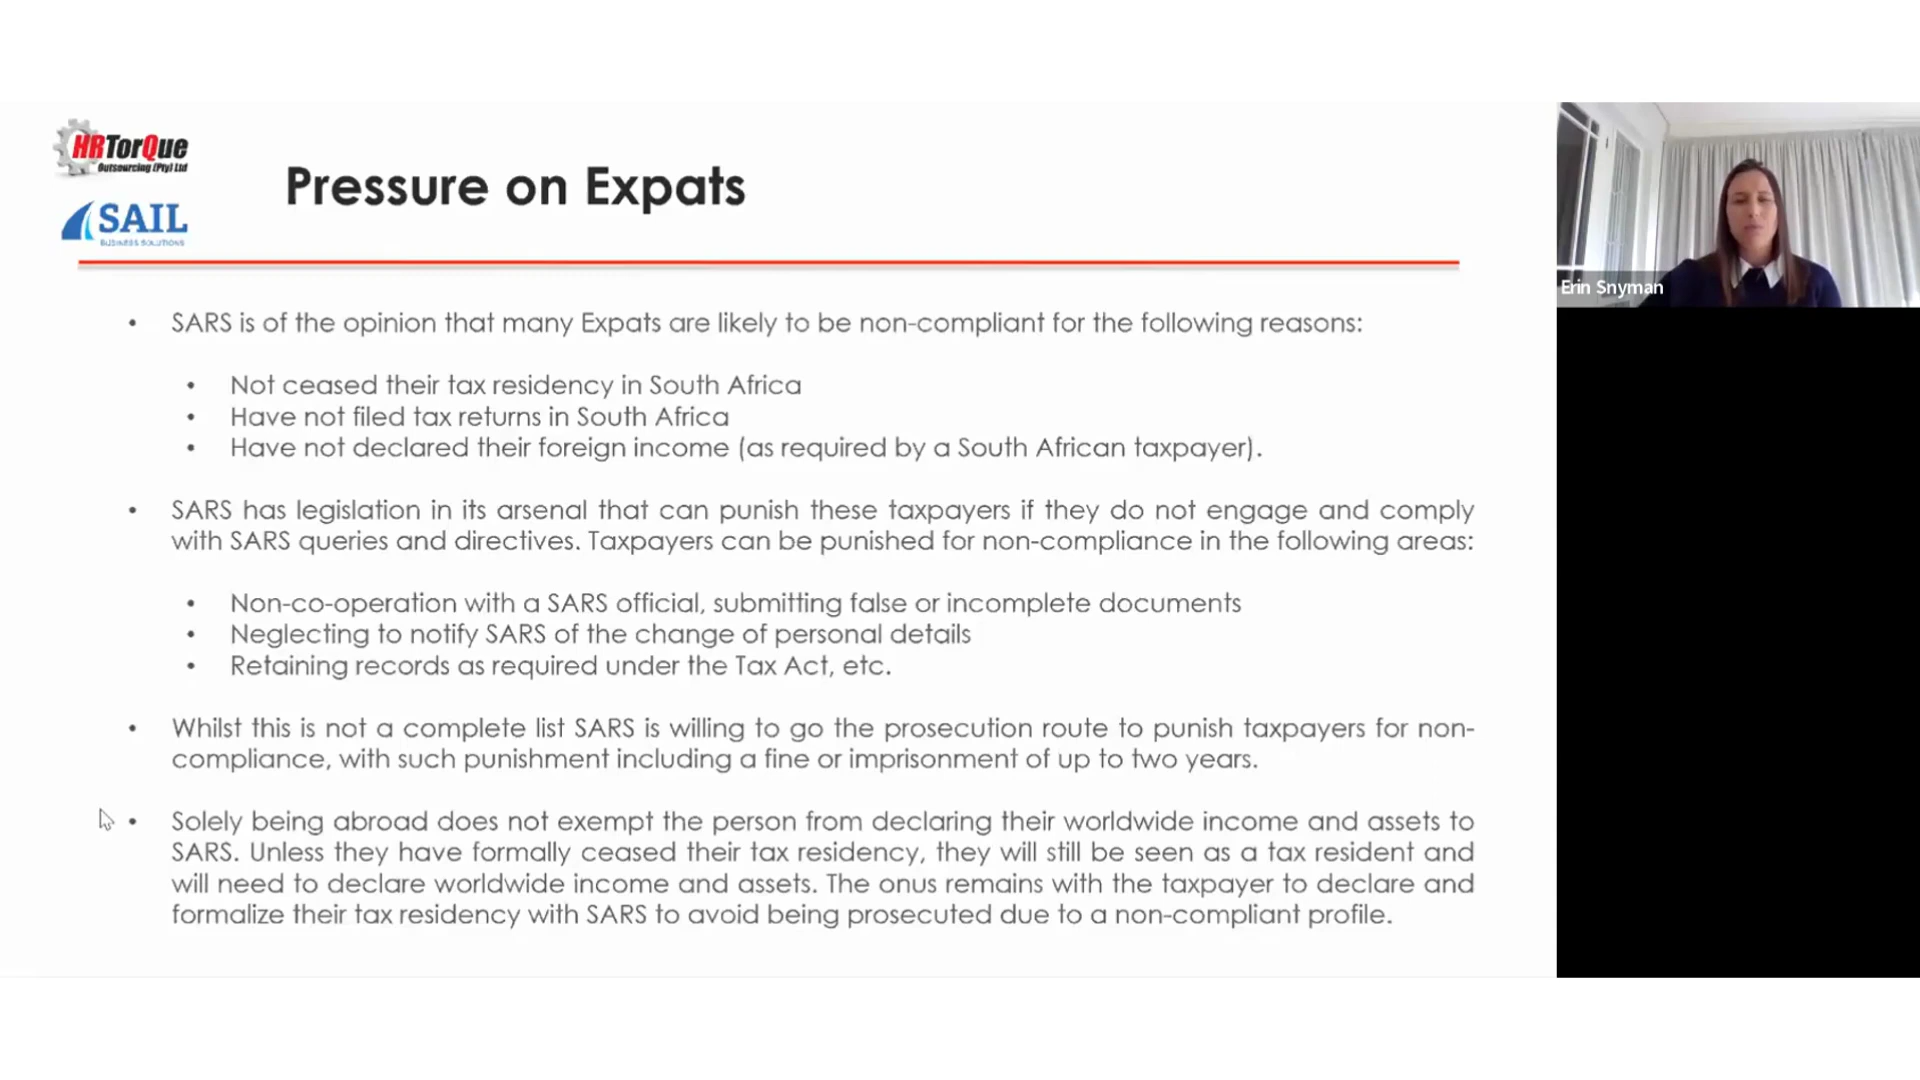 HRTorQue
Outsourcing (Pty) Ltd
SAIL
BUSINESS SOLUTIONS
Pressure on Expats
• SARS is of the opinion that many Expats are likely to be non-compliant for the following reasons:
• Not ceased their tax residency in South Africa
• Have not filed tax returns in South Africa
• Have not declared their foreign income (as required by a South African taxpayer).
• SARS has legislation in its arsenal that can punish these taxpayers if they do not engage and comply
with SARS queries and directives. Taxpayers can be punished for non-compliance in the following areas:
• Non-co-operation with a SARS official, submitting false or incomplete documents
• Neglecting to notify SARS of the change of personal details
• Retaining records as required under the Tax Act, etc.
• Whilst this is not a complete list SARS is willing to go the prosecution route to punish taxpayers for non-
compliance, with such punishment including a fine or imprisonment of up to two years.
• Solely being abroad does not exempt the person from declaring their worldwide income and assets to
SARS. Unless they have formally ceased their tax residency, they will still be seen as a tax resident and
will need to declare worldwide income and assets. The onus remains with the taxpayer to declare and
formalize their tax residency with SARS to avoid being prosecuted due to a non-compliant profile.
Erin Snyman